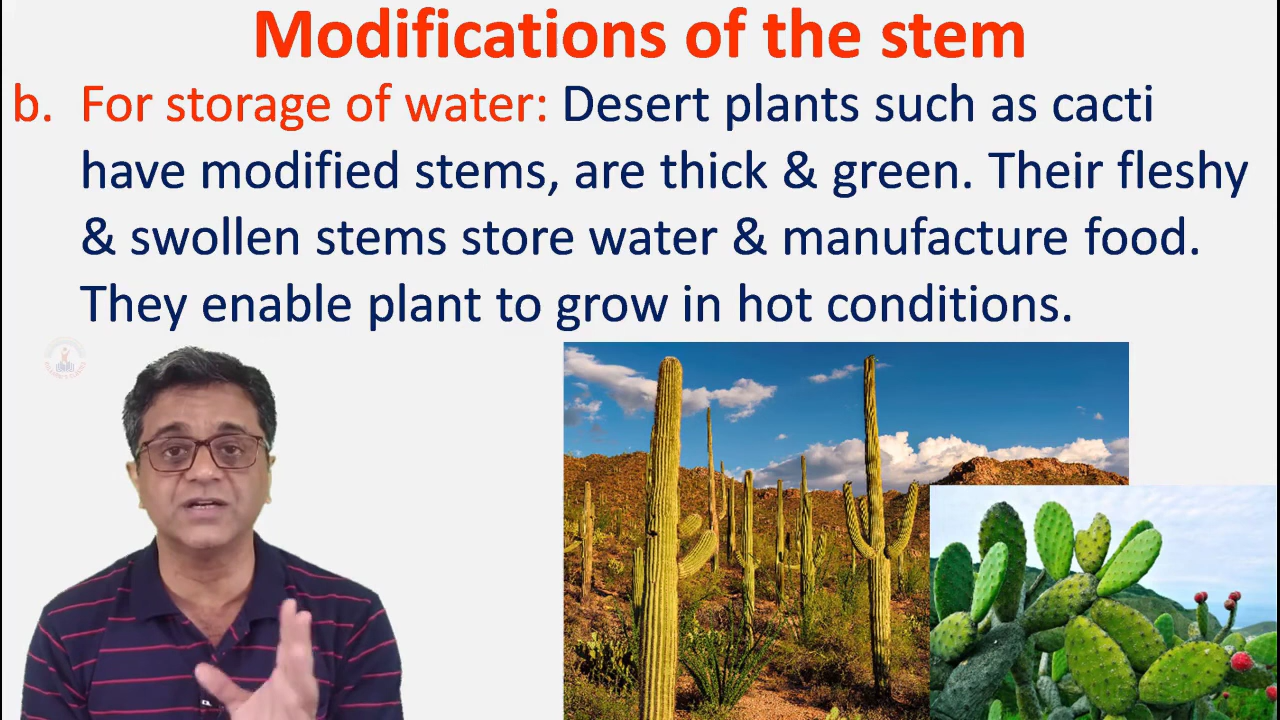 Modifications of the stem
b. For storage of water: Desert plants such as cacti
have modified stems, are thick & green. Their fleshy
& swollen stems store water & manufacture food.
They enable plant to grow in hot conditions.